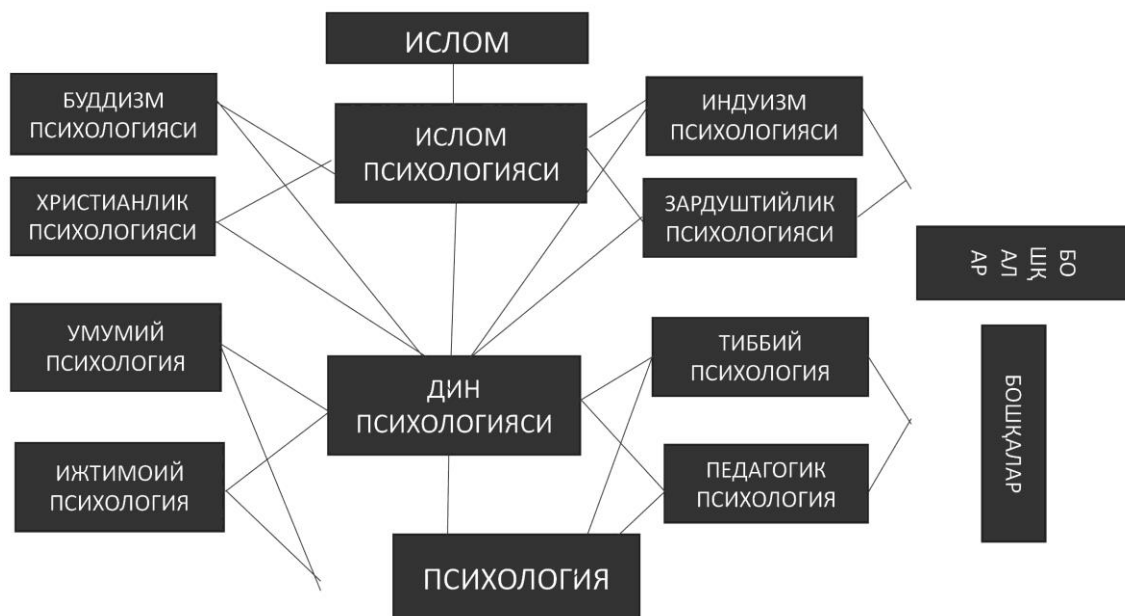 ИСЛОМ
БУДДИЗМ
ПСИХОЛОГИЯСИ
ИСЛОМ
ПСИХОЛОГИЯСИ
ИНДУИЗМ
ПСИХОЛОГИЯСИ
ХРИСТИАНЛИК
ПСИХОЛОГИЯСИ
ЗАРДУШТИЙЛИК
ПСИХОЛОГИЯСИ
БО
ШҚ
АЛ
АР
УМУМИЙ
ПСИХОЛОГИЯ
ДИН
ПСИХОЛОГИЯСИ
ТИББИЙ
ПСИХОЛОГИЯ
БОШҚАЛАР
ИЖТИМОИЙ
ПСИХОЛОГИЯ
ПЕДАГОГИК
ПСИХОЛОГИЯ
ПСИХОЛОГИЯ